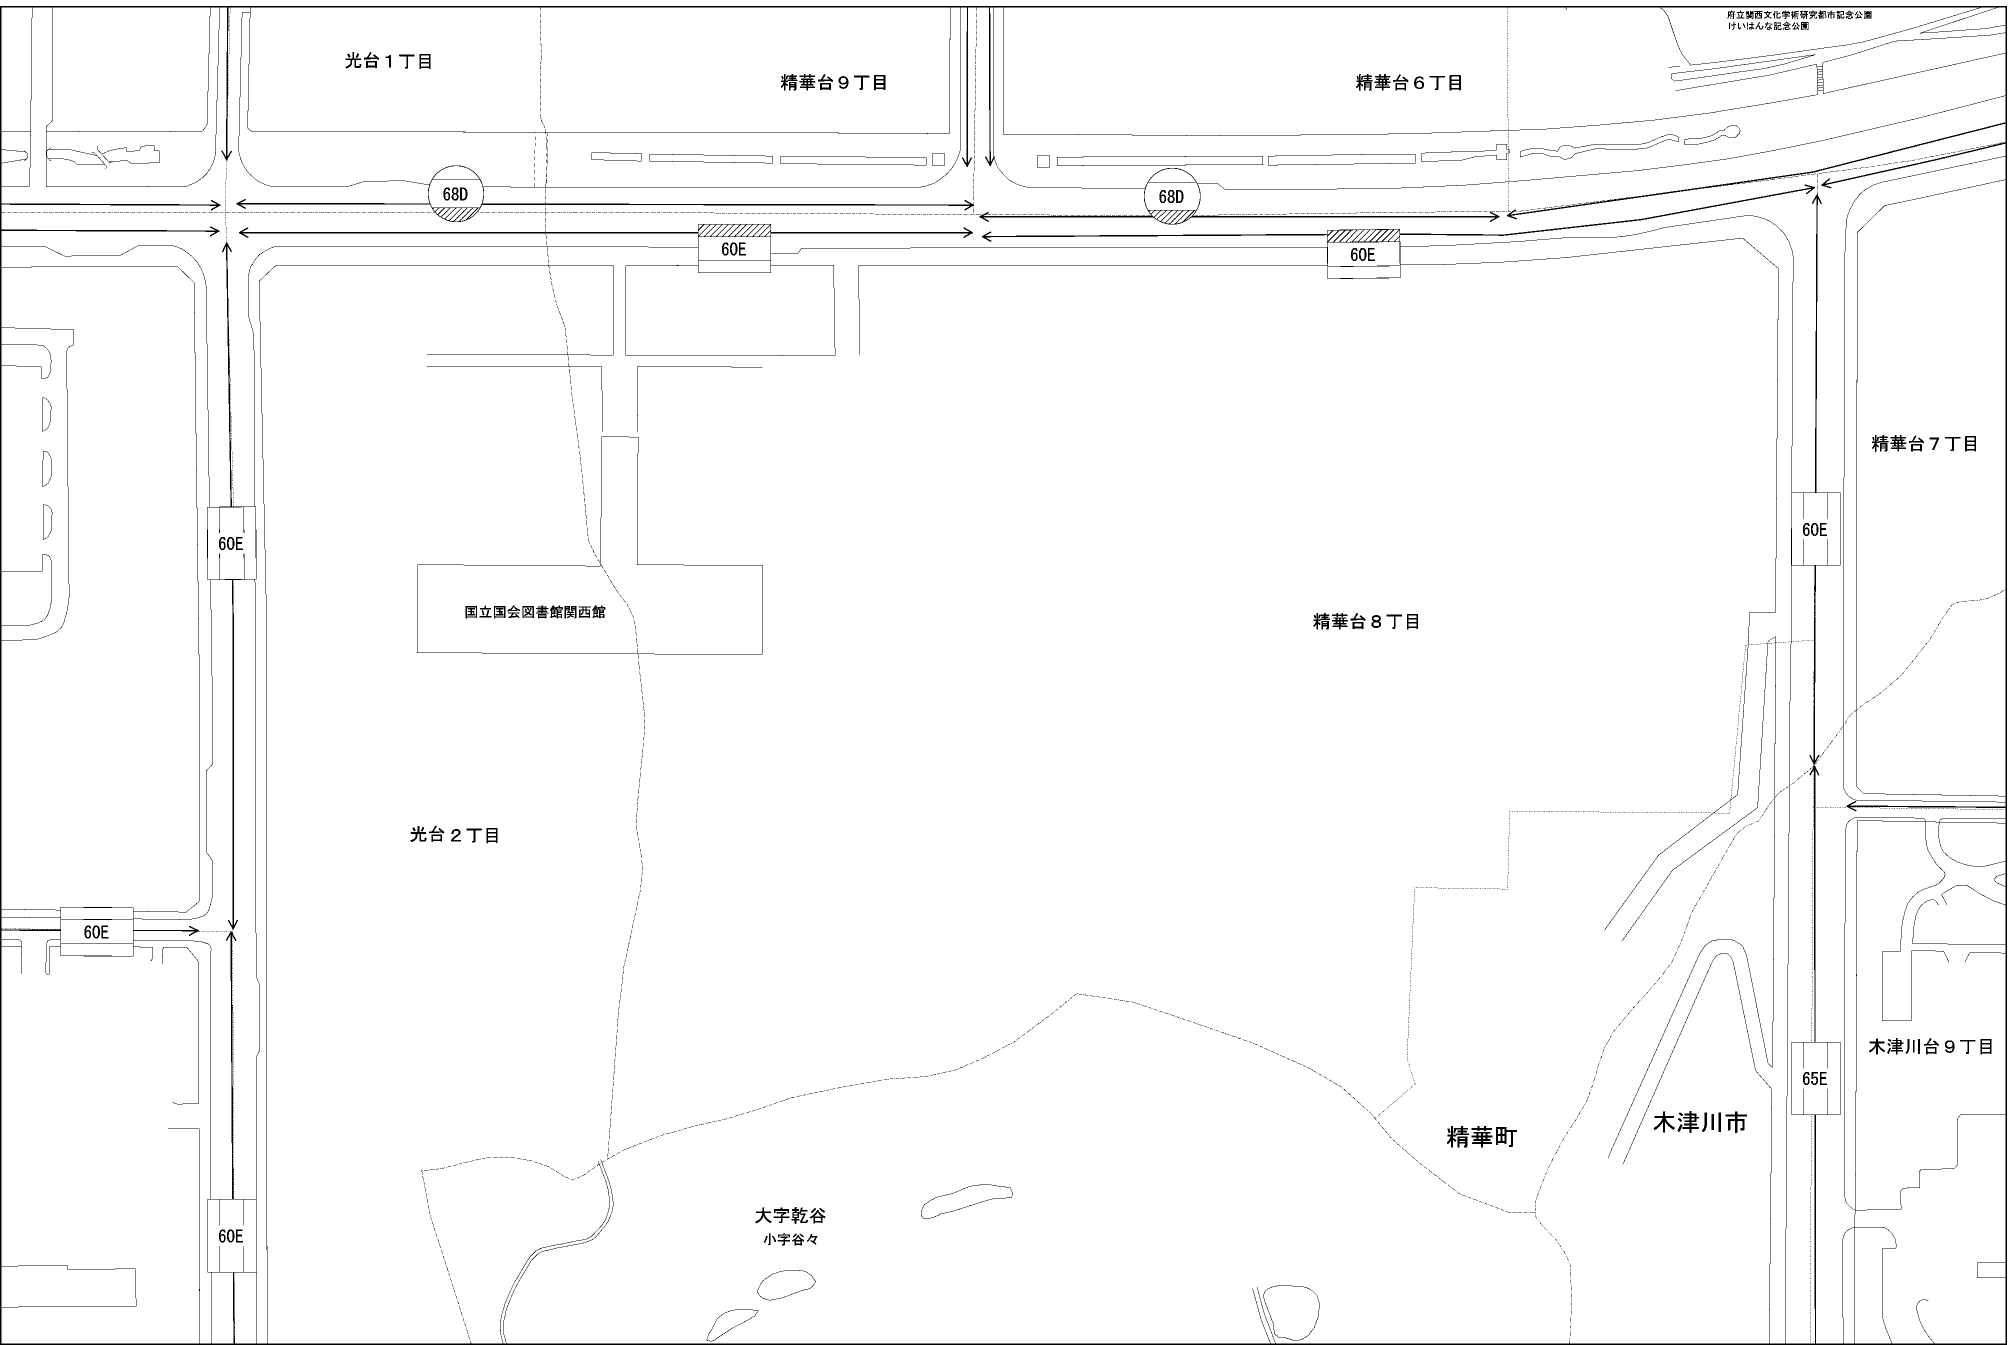 府立関西文化学術研究都市記念公園
けいはんな記念公園
光台１丁目
精華台９丁目
精華台６丁目
68D
68D
60E
60E
精華台７丁目
60E
60E
国立国会図書館関西館
精華台８丁目
光台２丁目
60E
木津川台９丁目
65E
木津川市
精華町
大字乾谷
小字谷々
60E